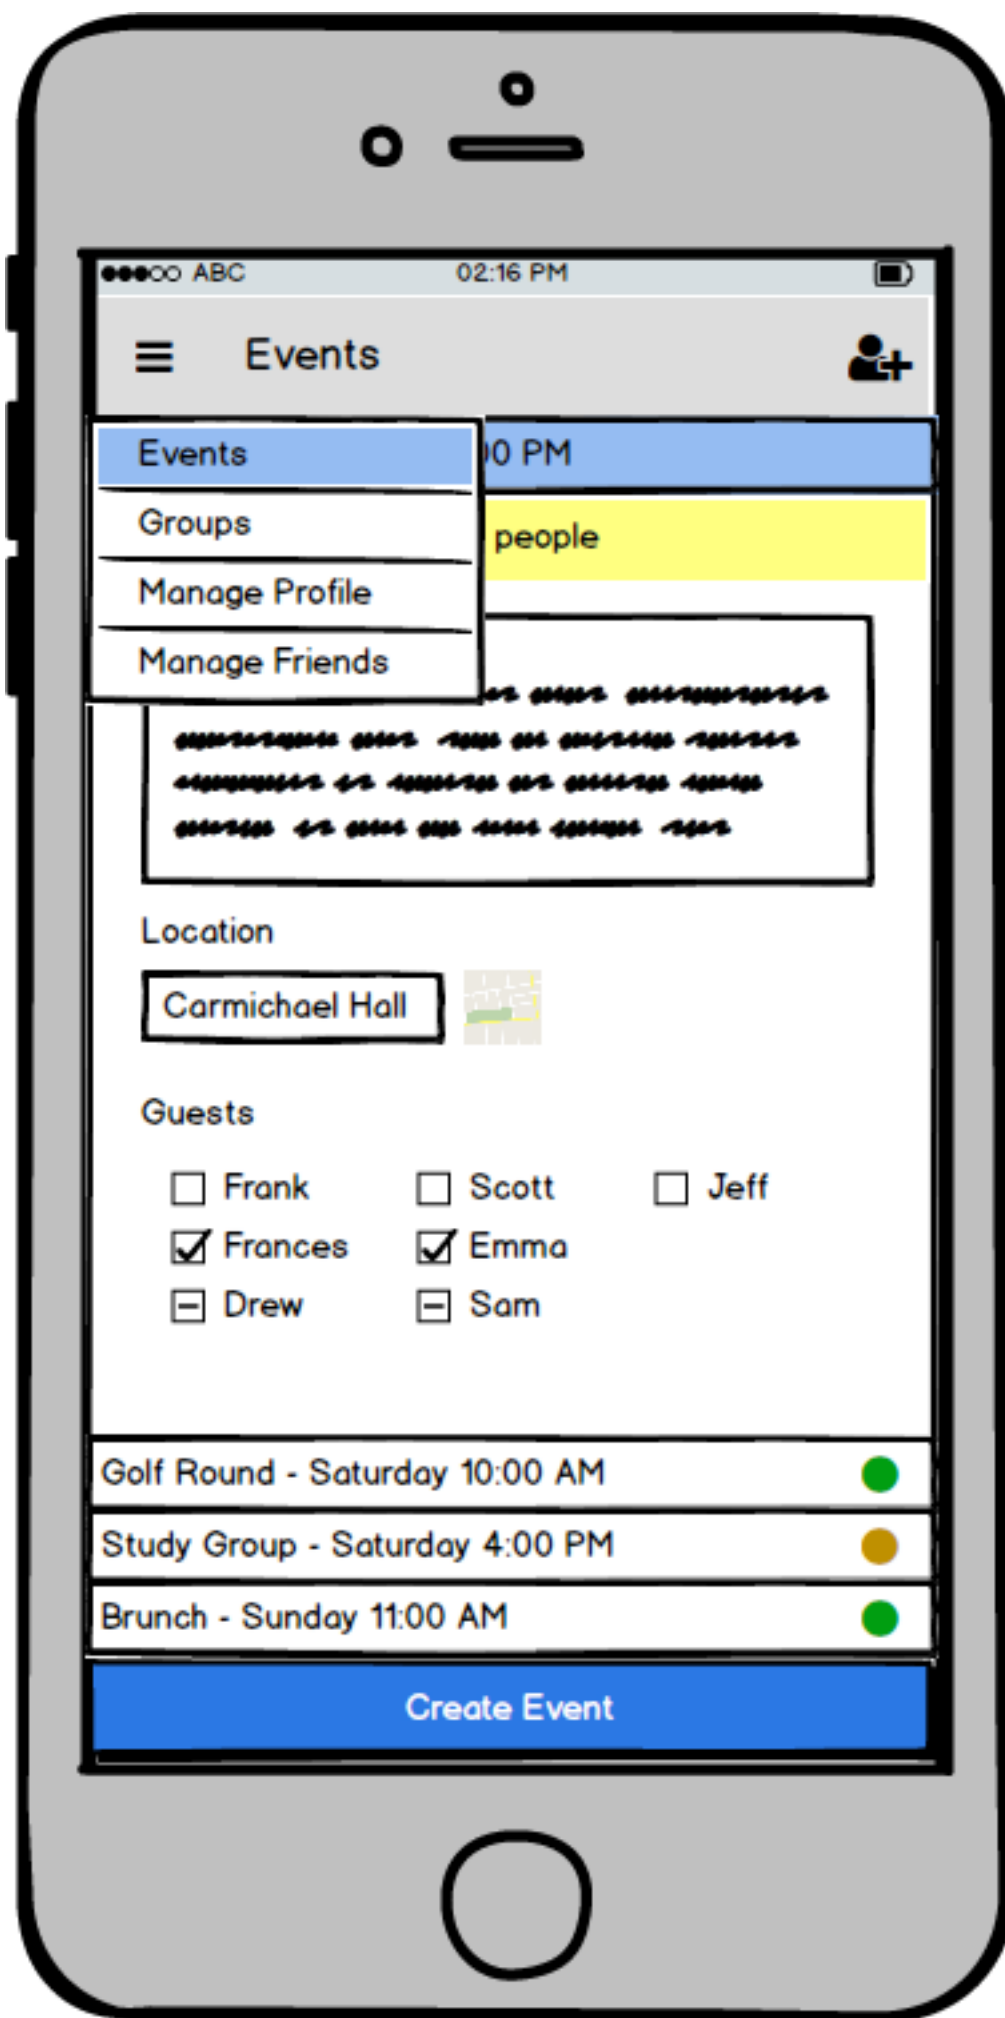 ABC 02:16 PM
Events
Events
00 PM
Groups
people
Manage Profile
Manage Friends
Location
Carmichael Hall
Guests
Frank Scott Jeff
Frances Emma
Drew Sam
Golf Round - Saturday 10:00 AM
Study Group - Saturday 4:00 PM
Brunch - Sunday 11:00 AM
Create Event